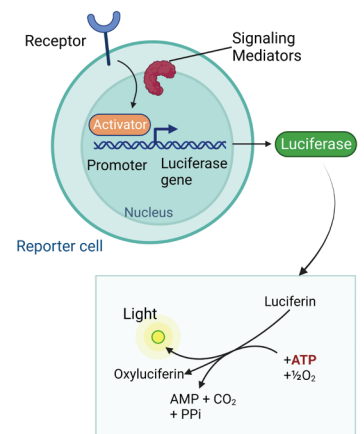 Receptor
Signaling
Mediators
Activator
Luciferase
Promoter
Luciferase
gene
Nucleus
Reporter cell
Luciferin
Light
+ATP
+½O₂
Oxyluciferin
AMP + CO₂
+ PPi